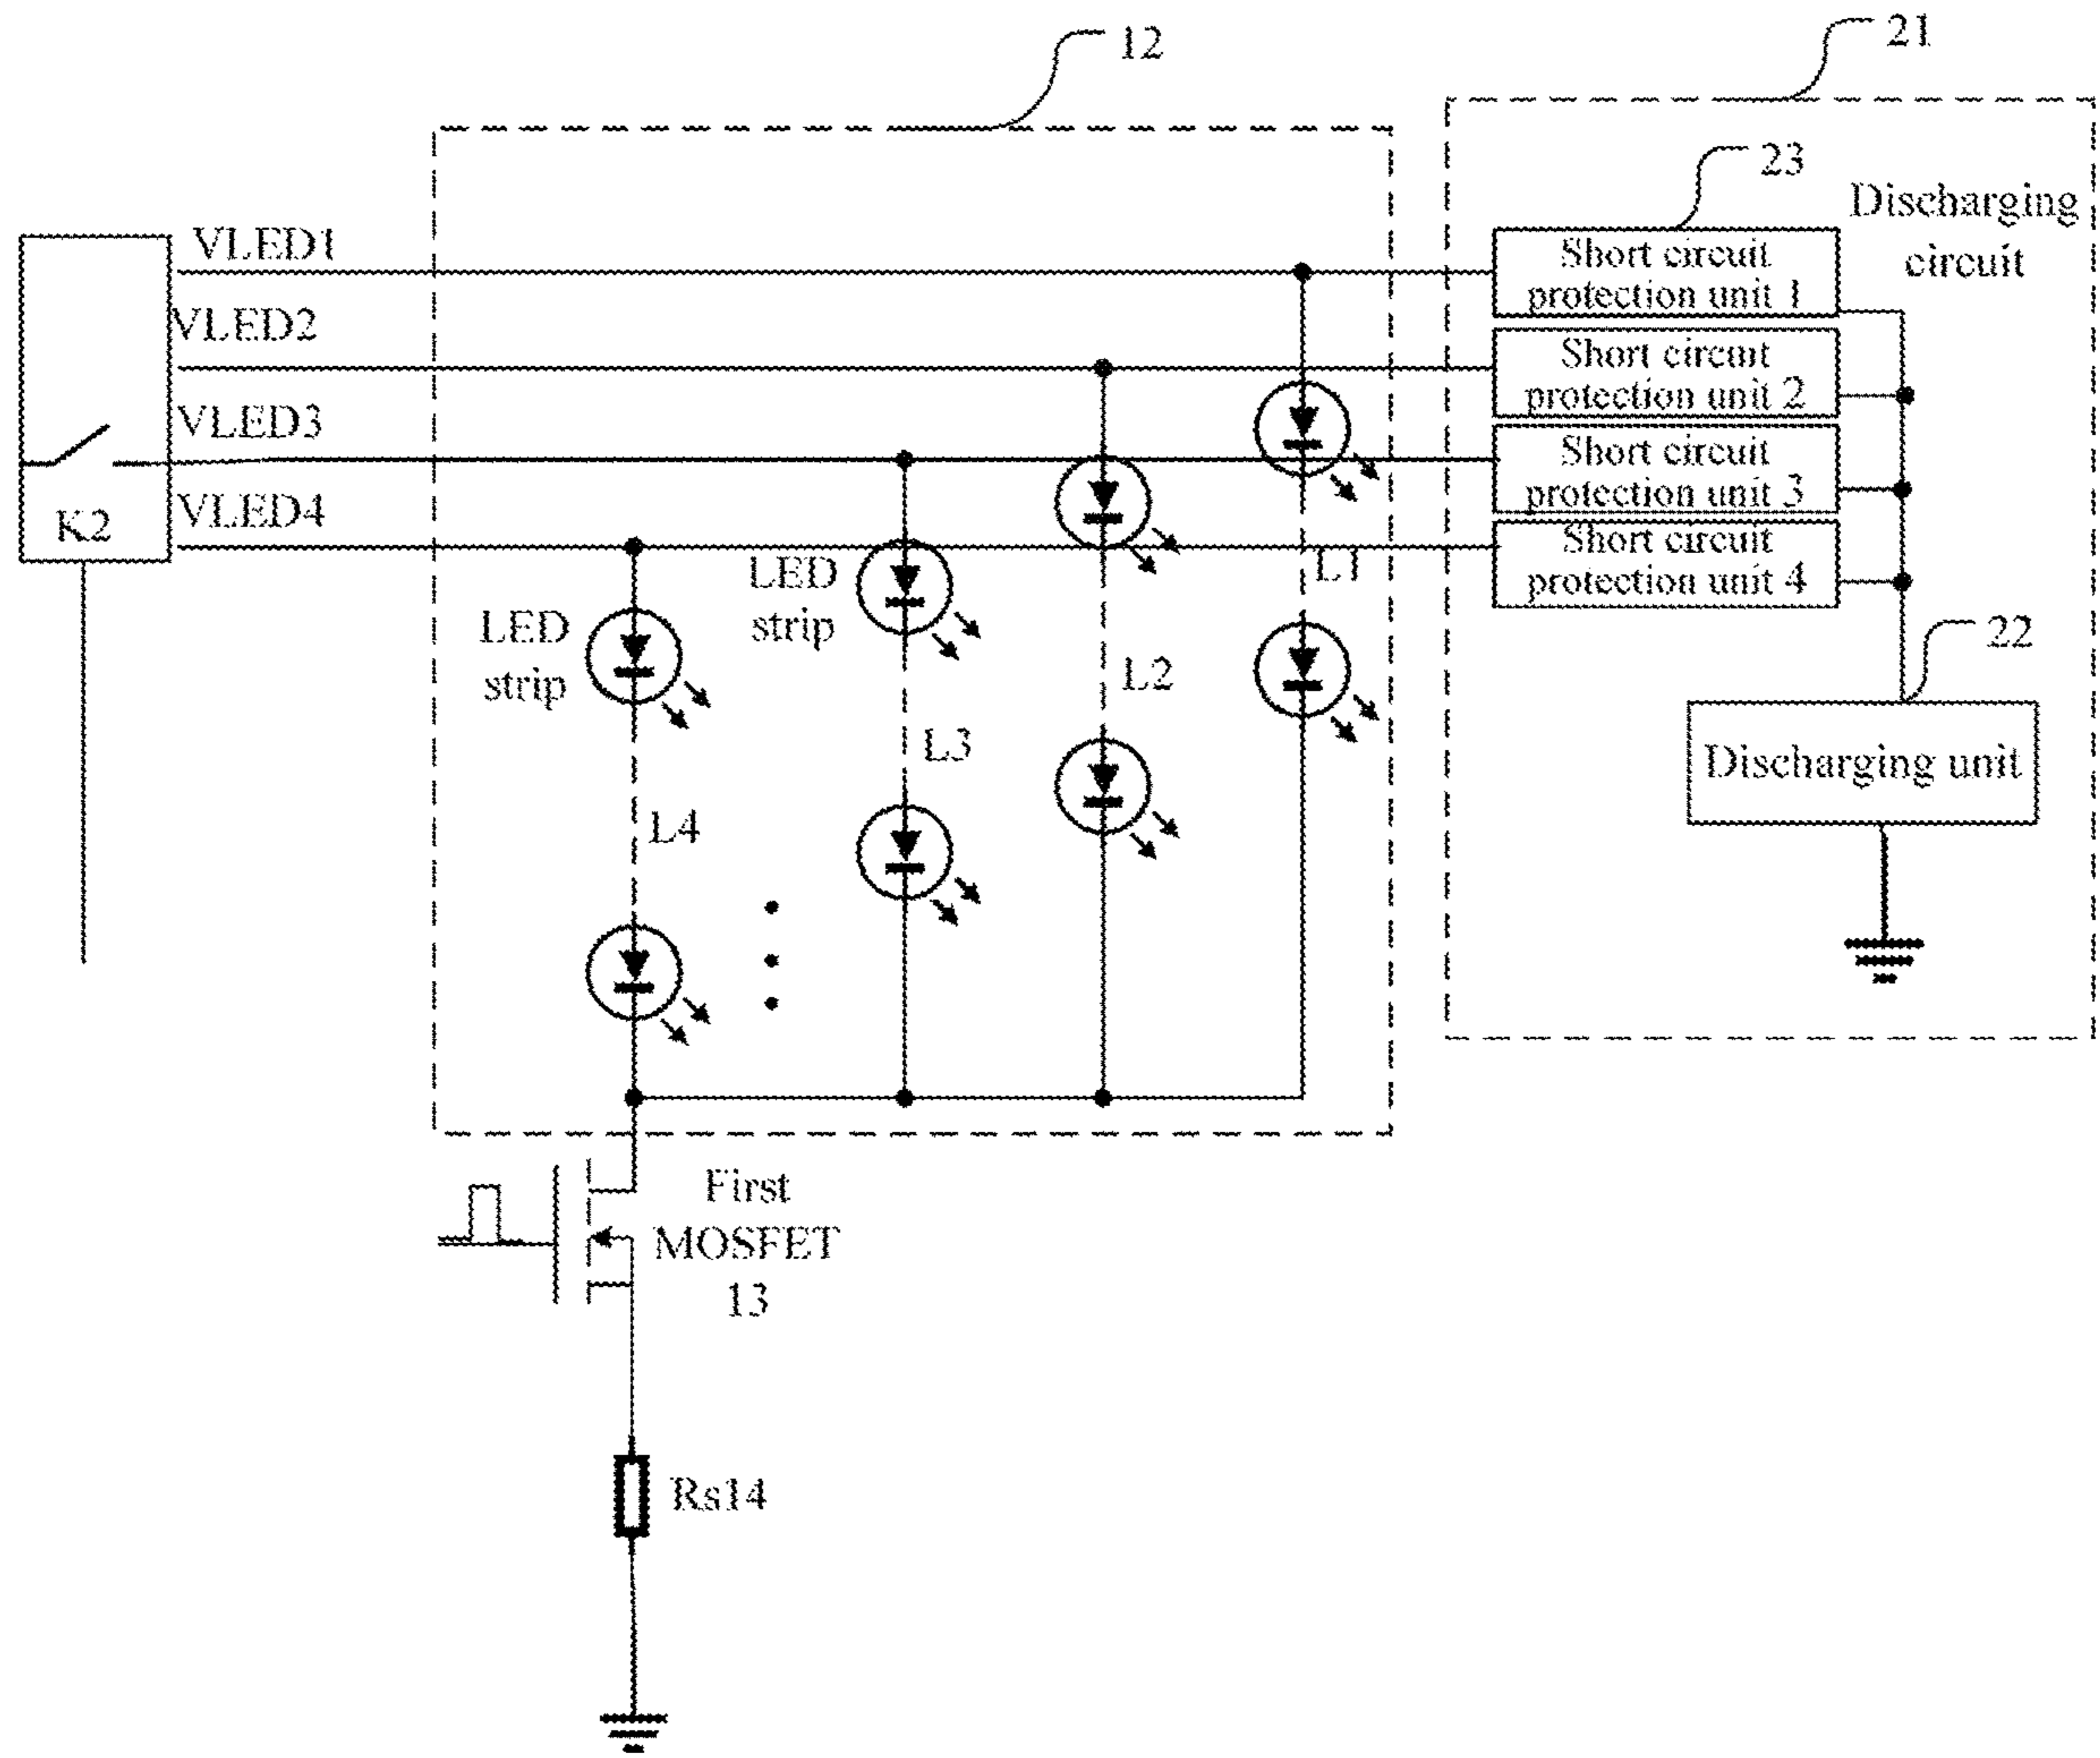 12
21
23
Discharging
circuit
VLED1
Short circuit
protection unit 1
VLED2
Short circuit
protection unit 2
VLED3
Short circuit
protection unit 3
VLED4
K2
Short circuit
protection unit 4
LED
strip
LED
strip
L1
22
L2
L3
Discharging unit
L4
First
MOSFET
13
Rs14